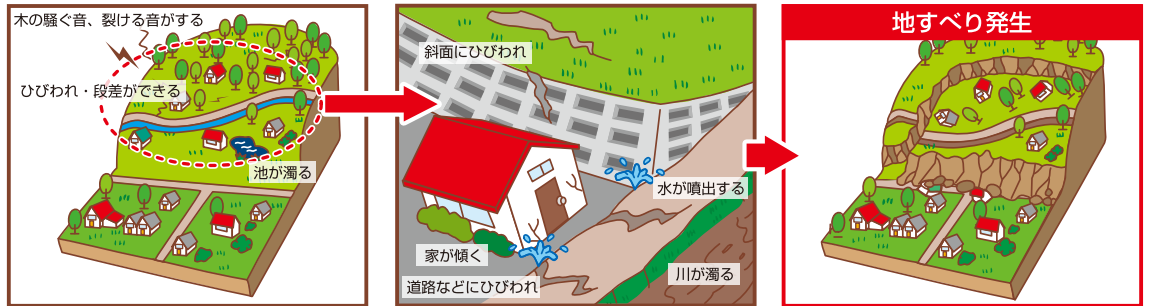 木の騒ぐ音、裂ける音がする
ひびわれ・段差ができる
池が濁る
斜面にひびわれ
水が噴出する
家が傾く
川が濁る
道路などにひびわれ
地すべり発生